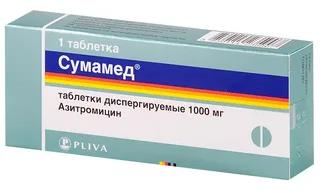 1 таблетка
Сумамед®
таблетки диспергируемые 1000 мг
Азитромицин
PLIVA